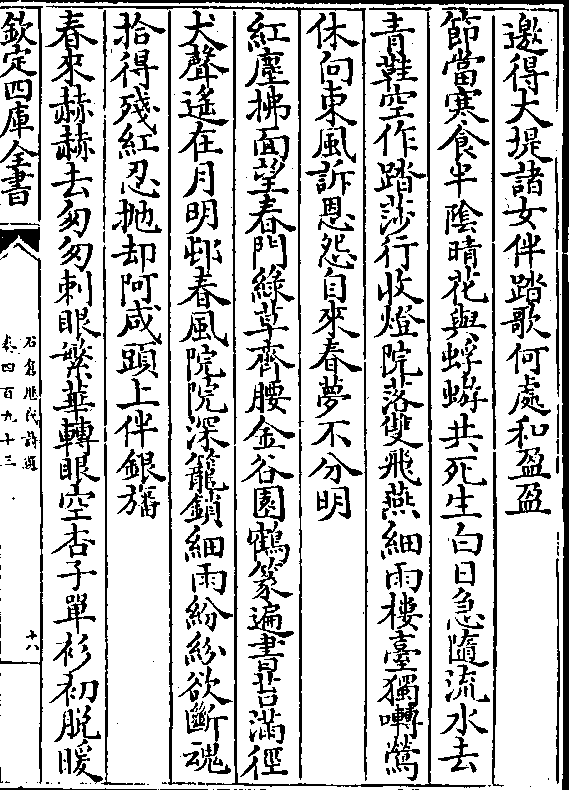 邀得大堤諸女伴踏歌何處和盈盈
節當寒食半陰晴花與蜉蝣共死生白日急隨流水去
青鞋空作踏莎行收燈院落雙飛燕細雨樓臺獨囀鶯
休向東風訴恩怨自來春夢不分明
紅塵拂面望春門綠草齊腰金谷園鶴篆遍書苔滿徑
犬聲遙在月明邨春風院院深籠鎖細雨紛紛欲斷魂
拾得殘紅忍抛却阿咸頭上伴銀旛
春來赫赫去匆匆刺眼繁華轉眼空杏子單衫初脫暖
欽定四庫全書
石倉歷代詩選
卷四百九十三
十八